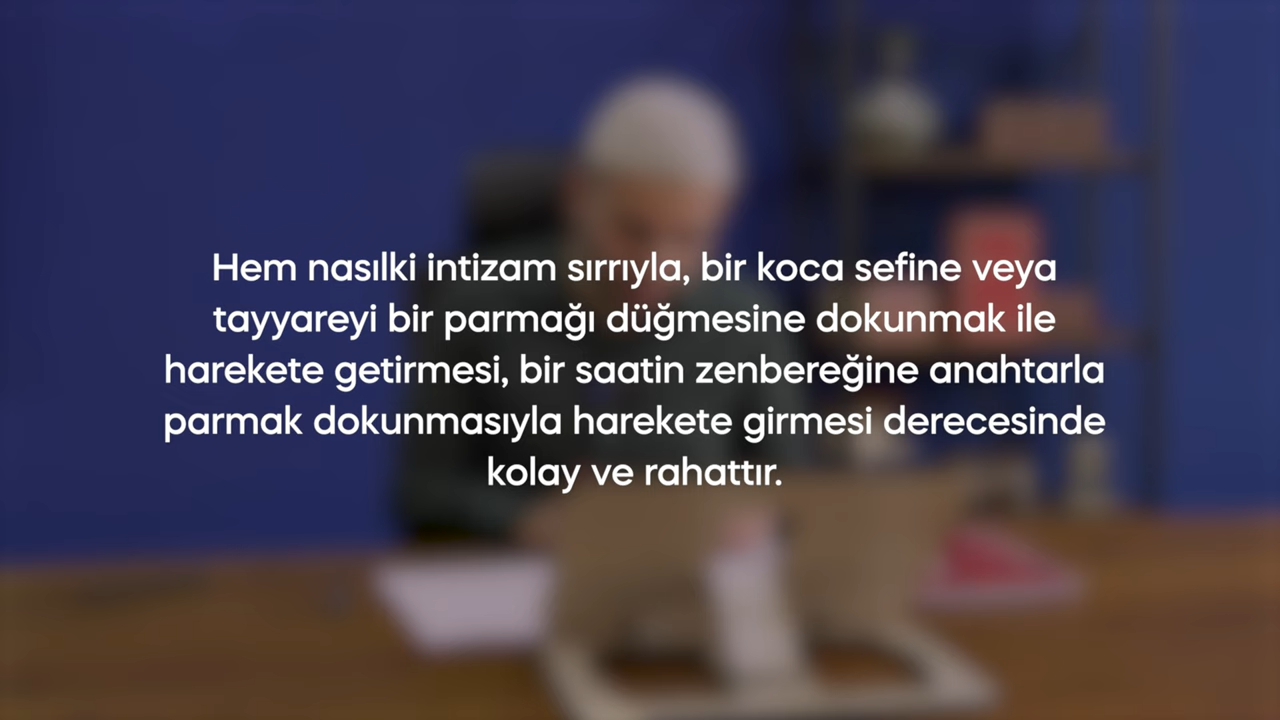 Hem nasılki intizam sırrıyla, bir koca sefine veya
tayyareyi bir parmağı düğmesine dokunmak ile
harekete getirmesi, bir saatin zenbereğine anahtarla
parmak dokunmasıyla harekete girmesi derecesinde
kolay ve rahattır.